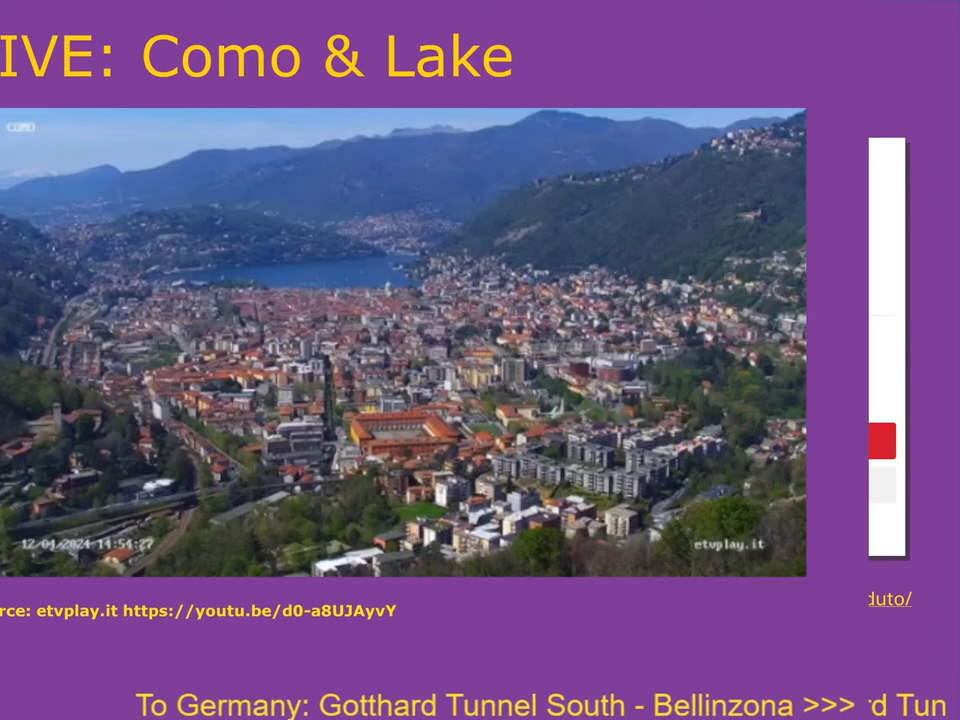 IVE: Como & Lake
COMO
12-04-2024 14:54:27
etvplay.it
rce: etvplay.it https://youtu.be/d0-a8UJAyvY
duto/
To Germany: Gotthard Tunnel South - Bellinzona >>> rd Tun